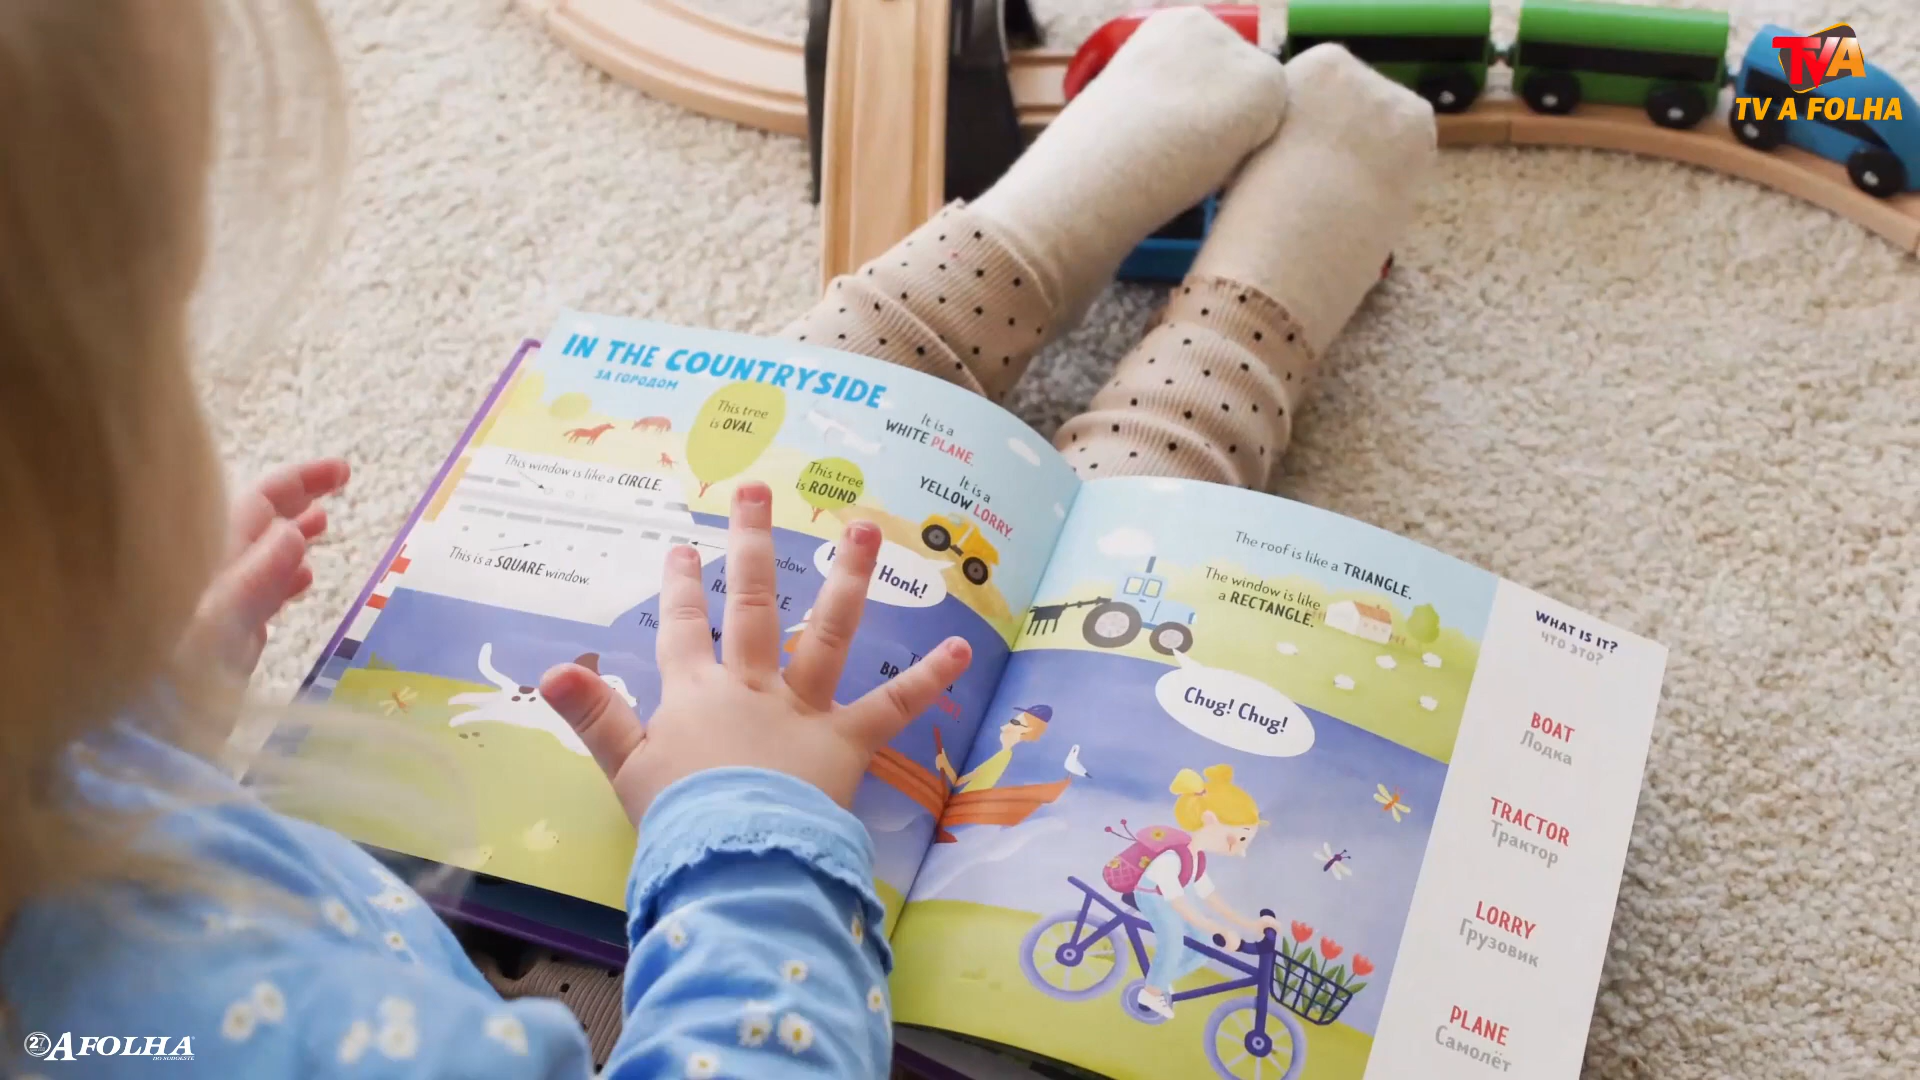 TVA
TV A FOLHA
IN THE COUNTRYSIDE
ЗА ГОРОДОМ
This tree
is OVAL.
It is a
WHITE PLANE.
This window is like a CIRCLE.
This tree
is ROUND.
It is a
YELLOW LORRY.
This is a SQUARE window.
Honk!
The roof is like a TRIANGLE.
The window is like
a RECTANGLE.
Chug! Chug!
WHAT IS IT?
ЧТО ЭТО?
BOAT
Лодка
TRACTOR
Трактор
LORRY
Грузовик
PLANE
Самолёт
27 A FOLHA
DO SUDOESTE